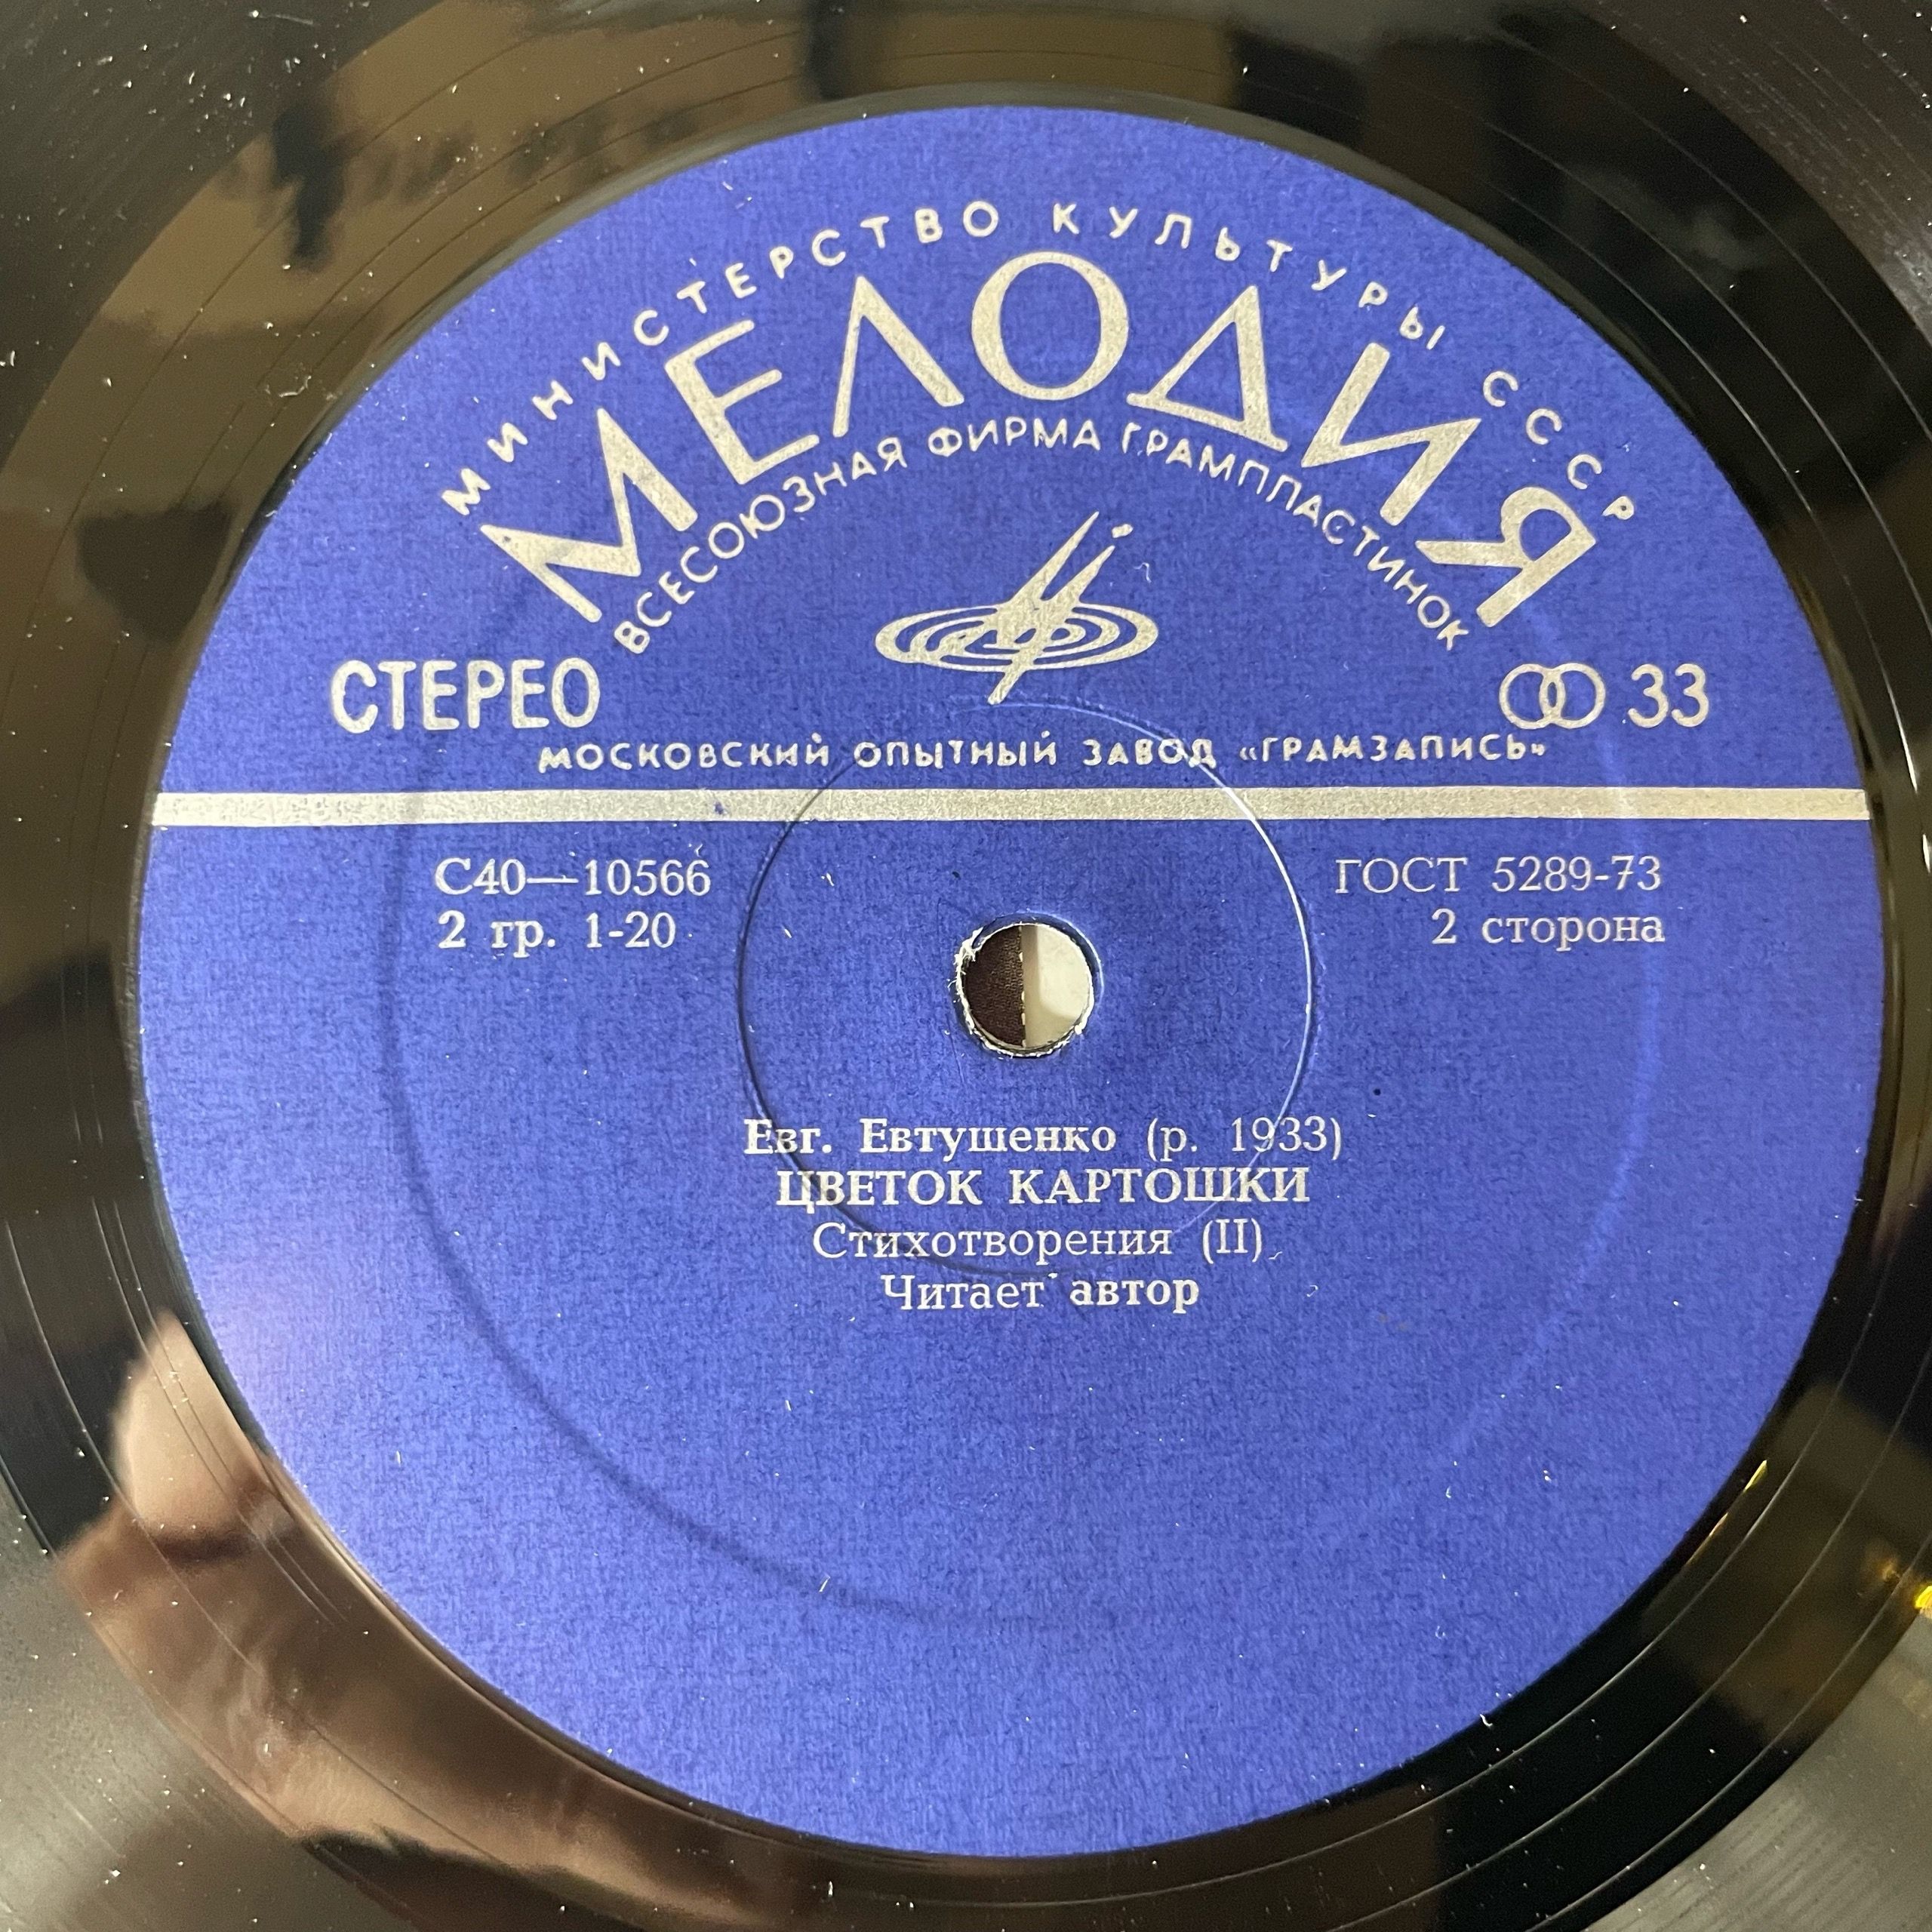 МИНИСТЕРСТВО КУЛЬТУРЫ СССР
МЕЛОДИЯ
ВСЕСОЮЗНАЯ ФИРМА ГРАМПЛАСТИНОК
СТЕРЕО
33
МОСКОВСКИЙ ОПЫТНЫЙ ЗАВОД «ГРАМЗАПИСЬ»
С40—10566
ГОСТ 5289-73
2 гр. 1-20
2 сторона
Евг. Евтушенко (р. 1933)
ЦВЕТОК КАРТОШКИ
Стихотворения (II)
Читает автор